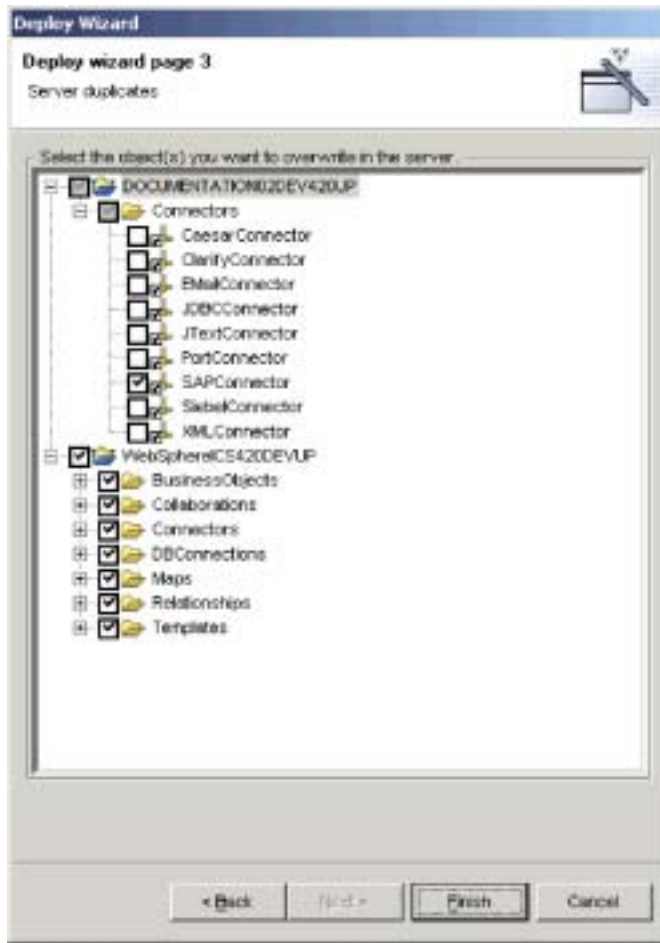 Deploy Wizard
Deploy wizard page 3
Server duplicates
Select the object(s) you want to overwrite in the server
DOCUMENTATION02DEV420UP
Connectors
CaesarConnector
ClarifyConnector
EMailConnector
JDBCConnector
JTextConnector
PortConnector
SAPConnector
SiebelConnector
XMLConnector
WebSphereICS420DEVUP
BusinessObjects
Collaborations
Connectors
DBConnections
Maps
Relationships
Templates
< Back
Next >
Finish
Cancel